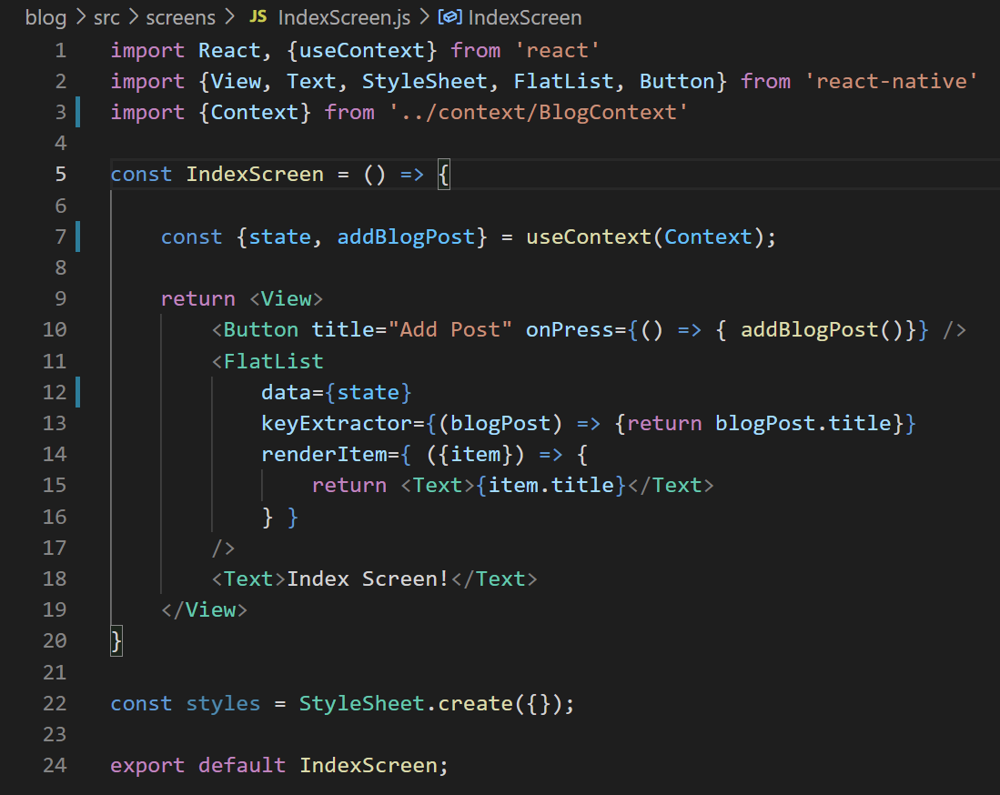 blog > src > screens > JS IndexScreen.js > IndexScreen
1 import React, {useContext} from 'react'
2 import {View, Text, StyleSheet, FlatList, Button} from 'react-native'
3 import {Context} from '../context/BlogContext'
4
5 const IndexScreen = () => {
6
7     const {state, addBlogPost} = useContext(Context);
8
9     return <View>
10         <Button title="Add Post" onPress={() => { addBlogPost()}} />
11         <FlatList
12             data={state}
13             keyExtractor={(blogPost) => {return blogPost.title}}
14             renderItem={ ({item}) => {
15                 return <Text>{item.title}</Text>
16             } }
17         />
18         <Text>Index Screen!</Text>
19     </View>
20 }
21
22 const styles = StyleSheet.create({});
23
24 export default IndexScreen;